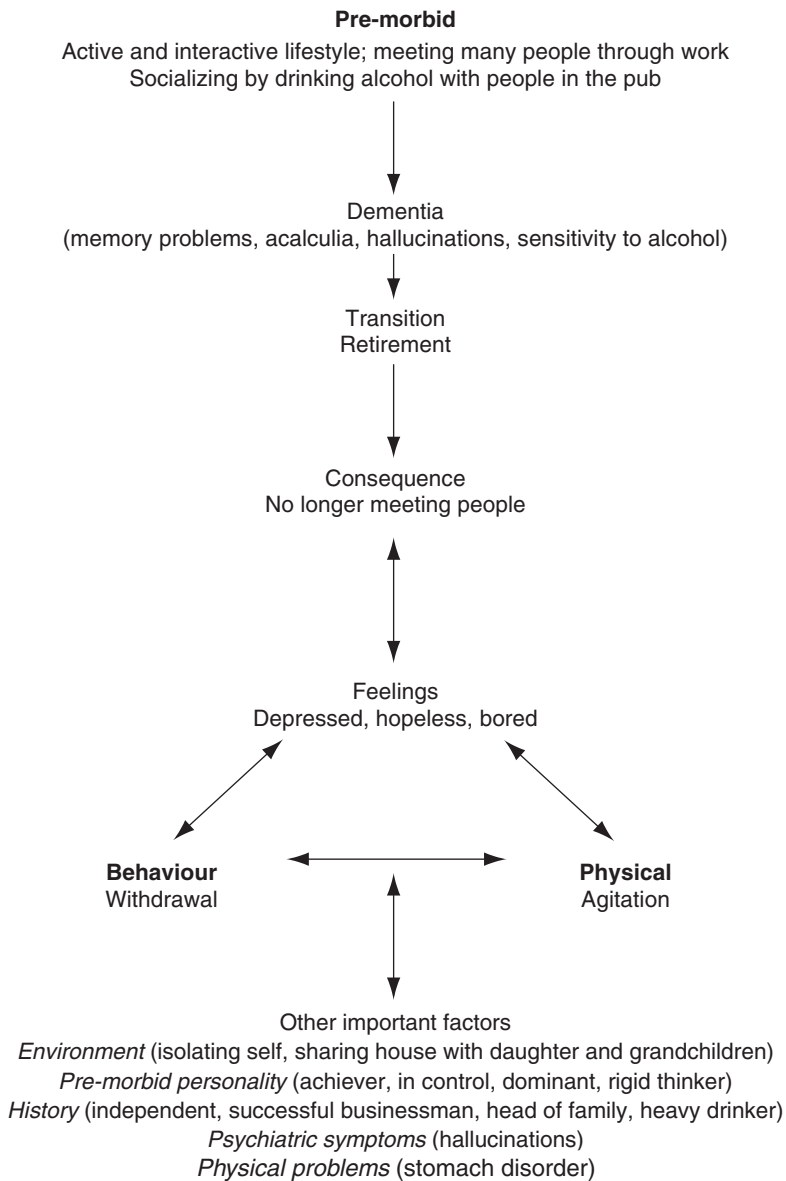 Pre-morbid
Active and interactive lifestyle; meeting many people through work
Socializing by drinking alcohol with people in the pub
Dementia
(memory problems, acalculia, hallucinations, sensitivity to alcohol)
Transition
Retirement
Consequence
No longer meeting people
Feelings
Depressed, hopeless, bored
Behaviour
Withdrawal
Physical
Agitation
Other important factors
Environment (isolating self, sharing house with daughter and grandchildren)
Pre-morbid personality (achiever, in control, dominant, rigid thinker)
History (independent, successful businessman, head of family, heavy drinker)
Psychiatric symptoms (hallucinations)
Physical problems (stomach disorder)